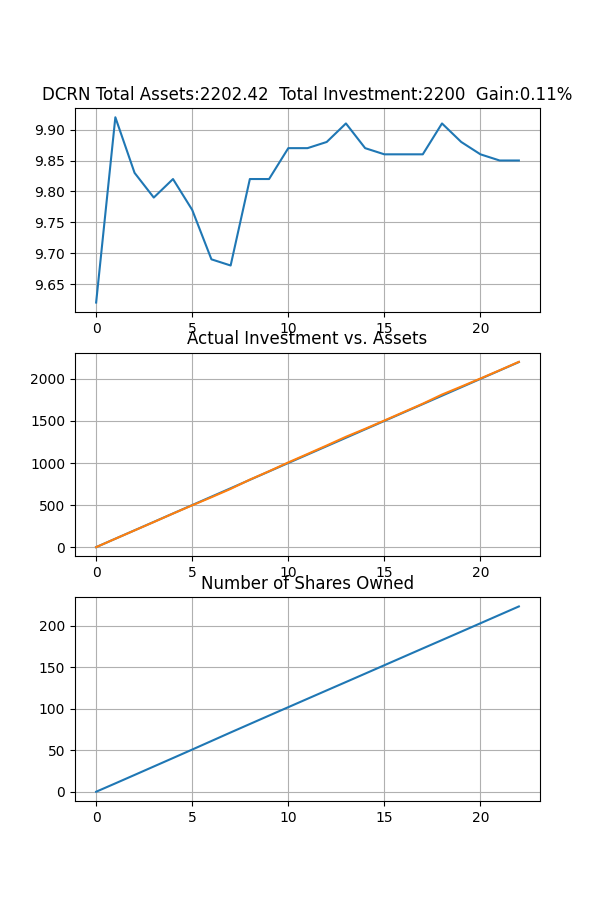 DCRN Total Assets:2202.42  Total Investment:2200  Gain:0.11%
9.90
9.85
9.80
9.75
9.70
9.65
0 5 10 15 20
Actual Investment vs. Assets
2000
1500
1000
500
0
0 5 10 15 20
Number of Shares Owned
200
150
100
50
0
0 5 10 15 20